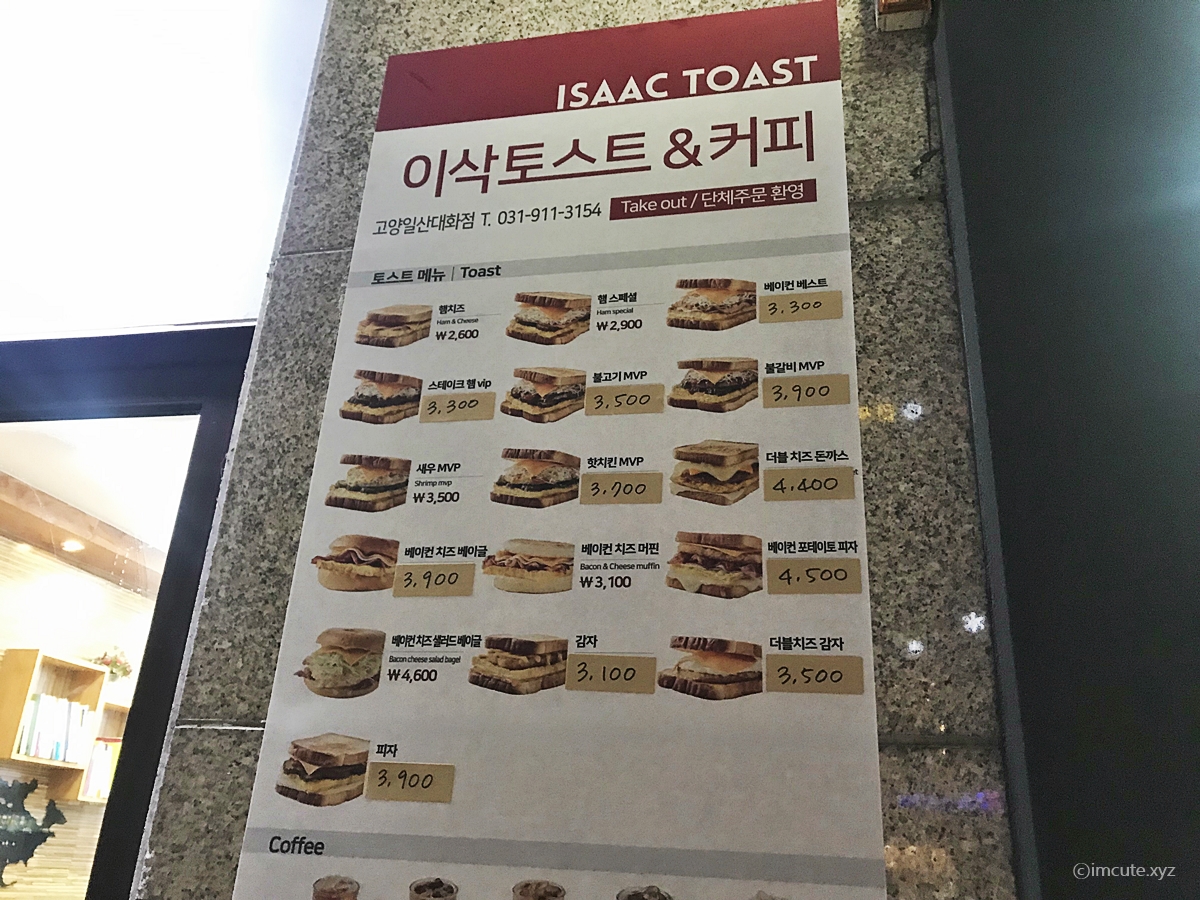 ISAAC TOAST
이삭토스트 & 커피
고양일산대화점 T. 031-911-3154 Take out / 단체주문 환영
토스트 메뉴 | Toast
햄치즈
Ham & Cheese
₩2,600
햄 스페셜
Ham special
₩2,900
베이컨 베스트
3.300
스테이크 햄 vip
3,300
불고기 MVP
3,500
불갈비 MVP
3,900
새우 MVP
Shrimp mvp
₩3,500
핫치킨 MVP
3.700
더블 치즈 돈까스
4.400
베이컨 치즈 베이글
3,900
베이컨 치즈 머핀
Bacon & Cheese muffin
₩3,100
베이컨 포테이토 피자
4.500
베이컨 치즈 샐러드 베이글
Bacon cheese salad bagel
₩4,600
감자
3,100
더블치즈 감자
3,500
피자
3,900
Coffee
©imcute.xyz